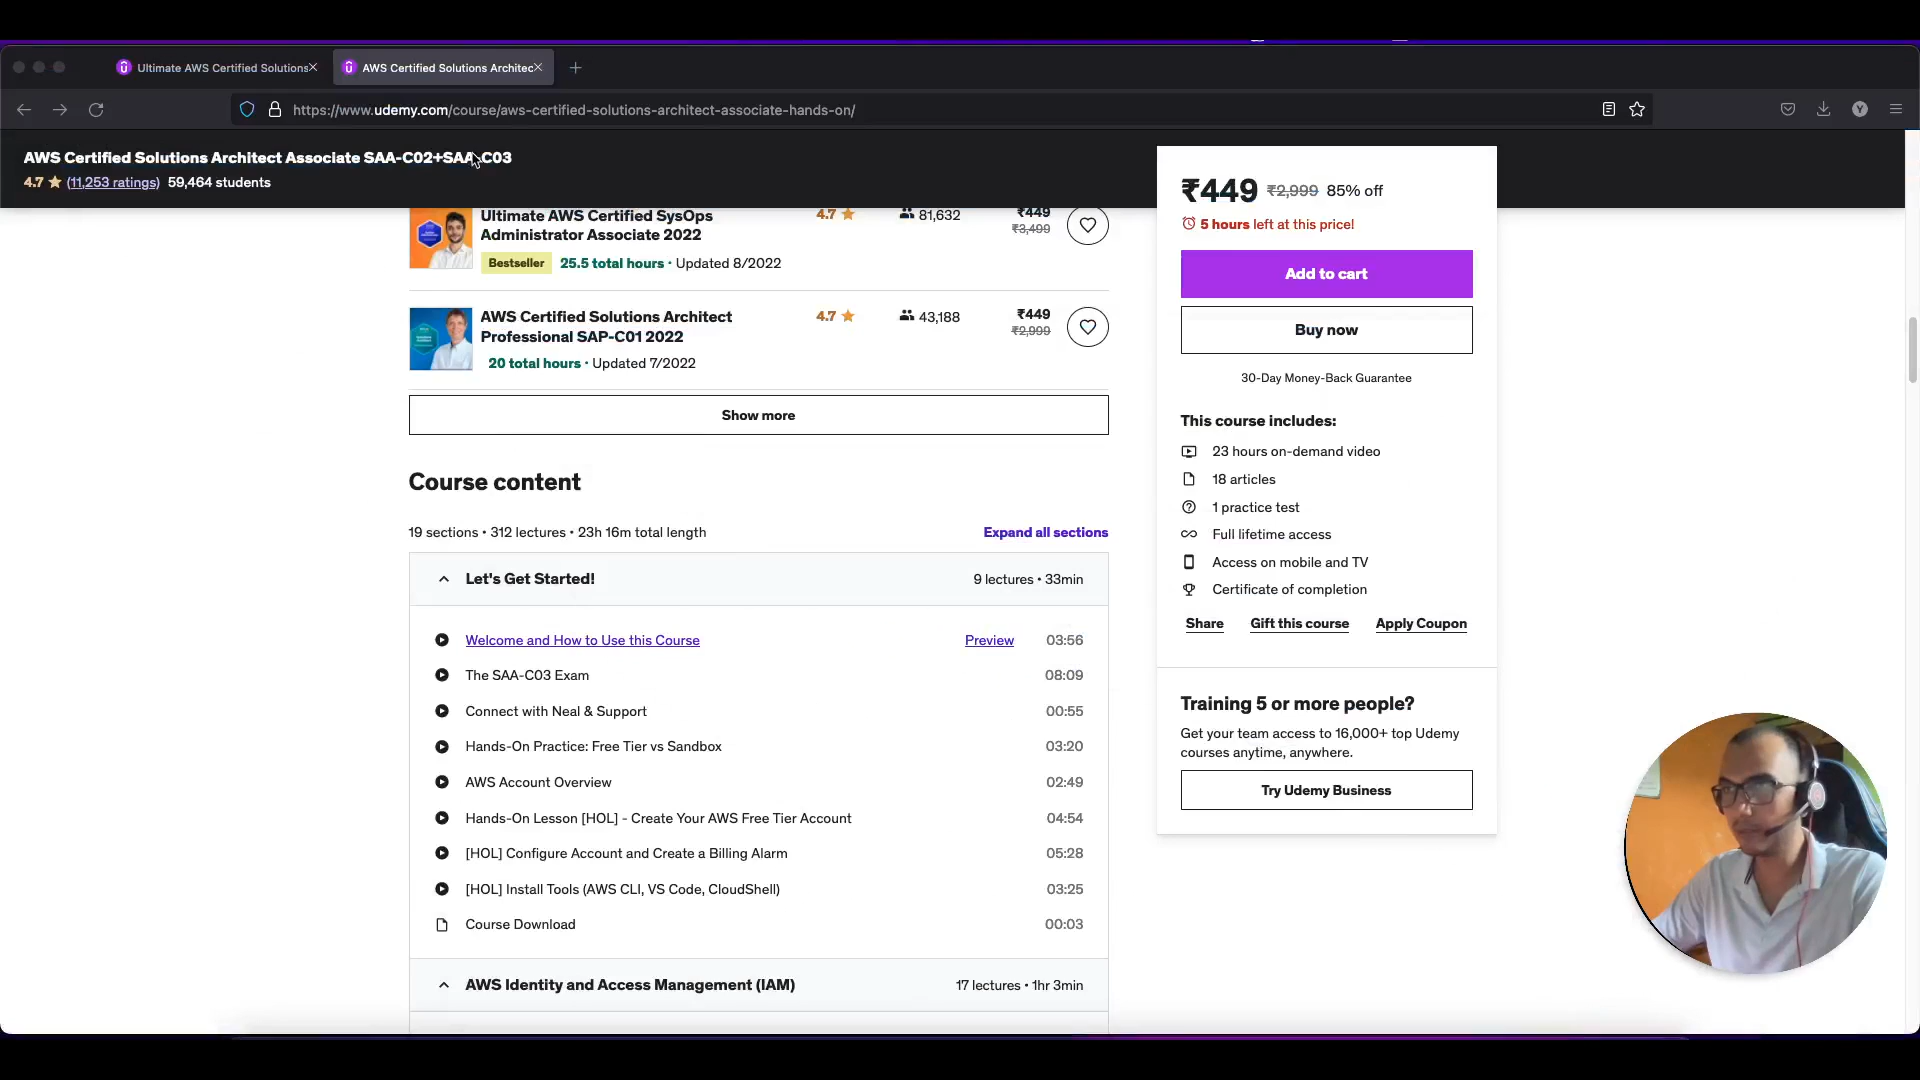 Ultimate AWS Certified Solutions
AWS Certified Solutions Architec
https://www.udemy.com/course/aws-certified-solutions-architect-associate-hands-on/
Y
AWS Certified Solutions Architect Associate SAA-C02+SAA-C03
4.7 (11,253 ratings) 59,464 students
Ultimate AWS Certified SysOps
Administrator Associate 2022
4.7
81,632
₹449
₹3,499
Bestseller 25.5 total hours · Updated 8/2022
AWS Certified Solutions Architect
Professional SAP-C01 2022
4.7
43,188
₹449
₹2,999
20 total hours · Updated 7/2022
Show more
Course content
19 sections • 312 lectures • 23h 16m total length
Expand all sections
Let's Get Started!
9 lectures • 33min
Welcome and How to Use this Course
Preview
03:56
The SAA-C03 Exam
08:09
Connect with Neal & Support
00:55
Hands-On Practice: Free Tier vs Sandbox
03:20
AWS Account Overview
02:49
Hands-On Lesson [HOL] - Create Your AWS Free Tier Account
04:54
[HOL] Configure Account and Create a Billing Alarm
05:28
[HOL] Install Tools (AWS CLI, VS Code, CloudShell)
03:25
Course Download
00:03
AWS Identity and Access Management (IAM)
17 lectures • 1hr 3min
₹449 ₹2,999 85% off
5 hours left at this price!
Add to cart
Buy now
30-Day Money-Back Guarantee
This course includes:
23 hours on-demand video
18 articles
1 practice test
Full lifetime access
Access on mobile and TV
Certificate of completion
Share
Gift this course
Apply Coupon
Training 5 or more people?
Get your team access to 16,000+ top Udemy
courses anytime, anywhere.
Try Udemy Business